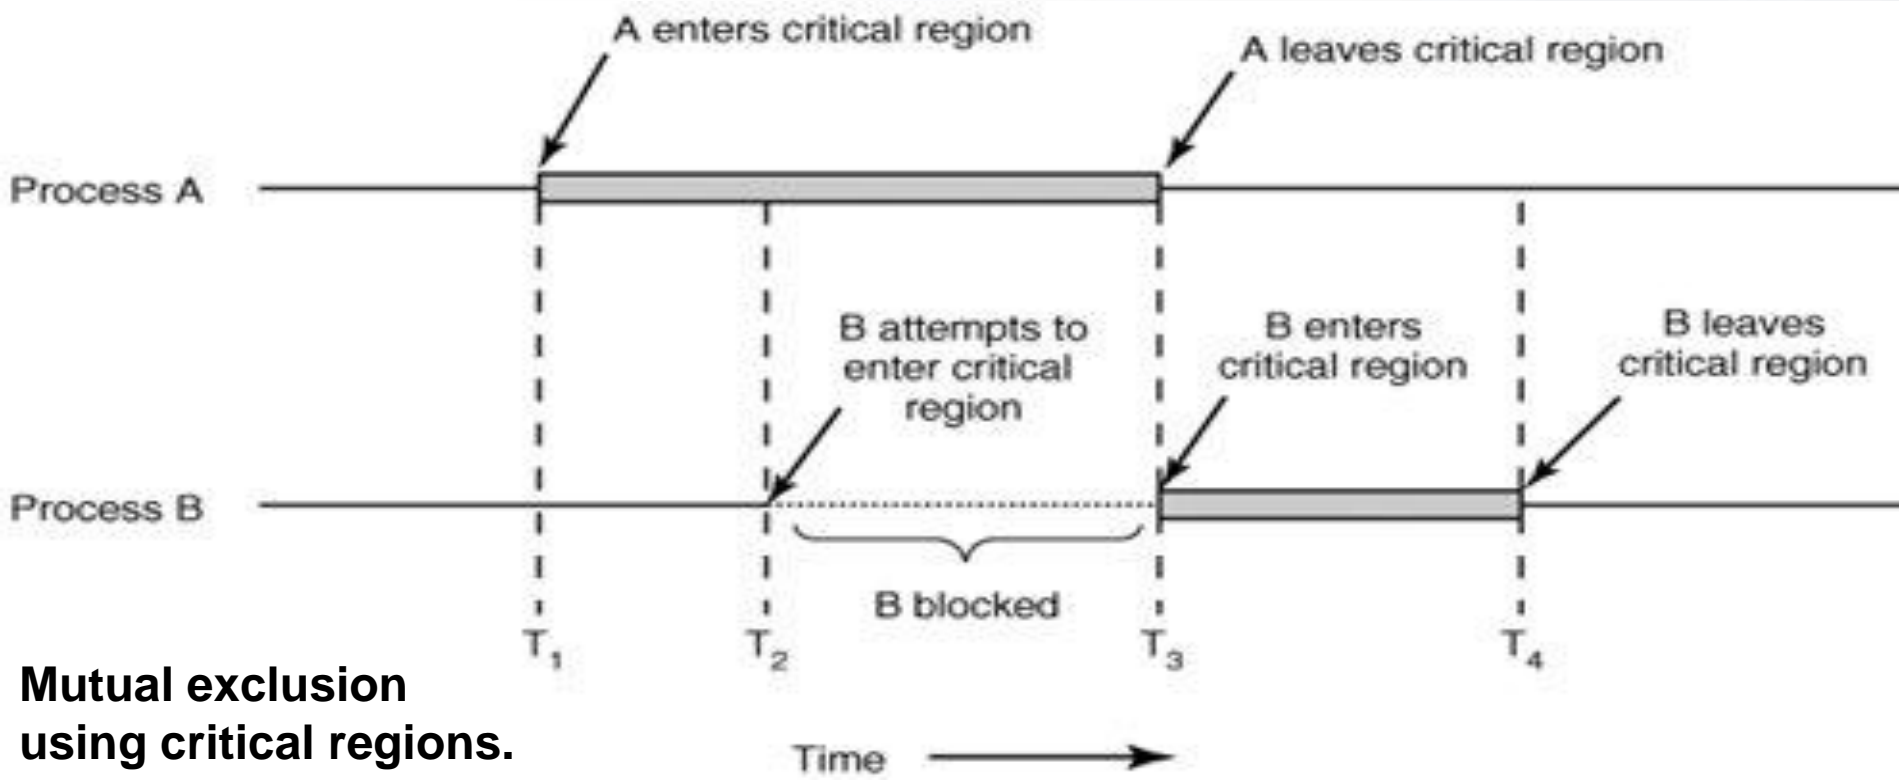 A enters critical region
A leaves critical region
Process A
B attempts to
enter critical
region
B enters
critical region
B leaves
critical region
Process B
B blocked
T1
T2
T3
T4
Mutual exclusion
using critical regions.
Time